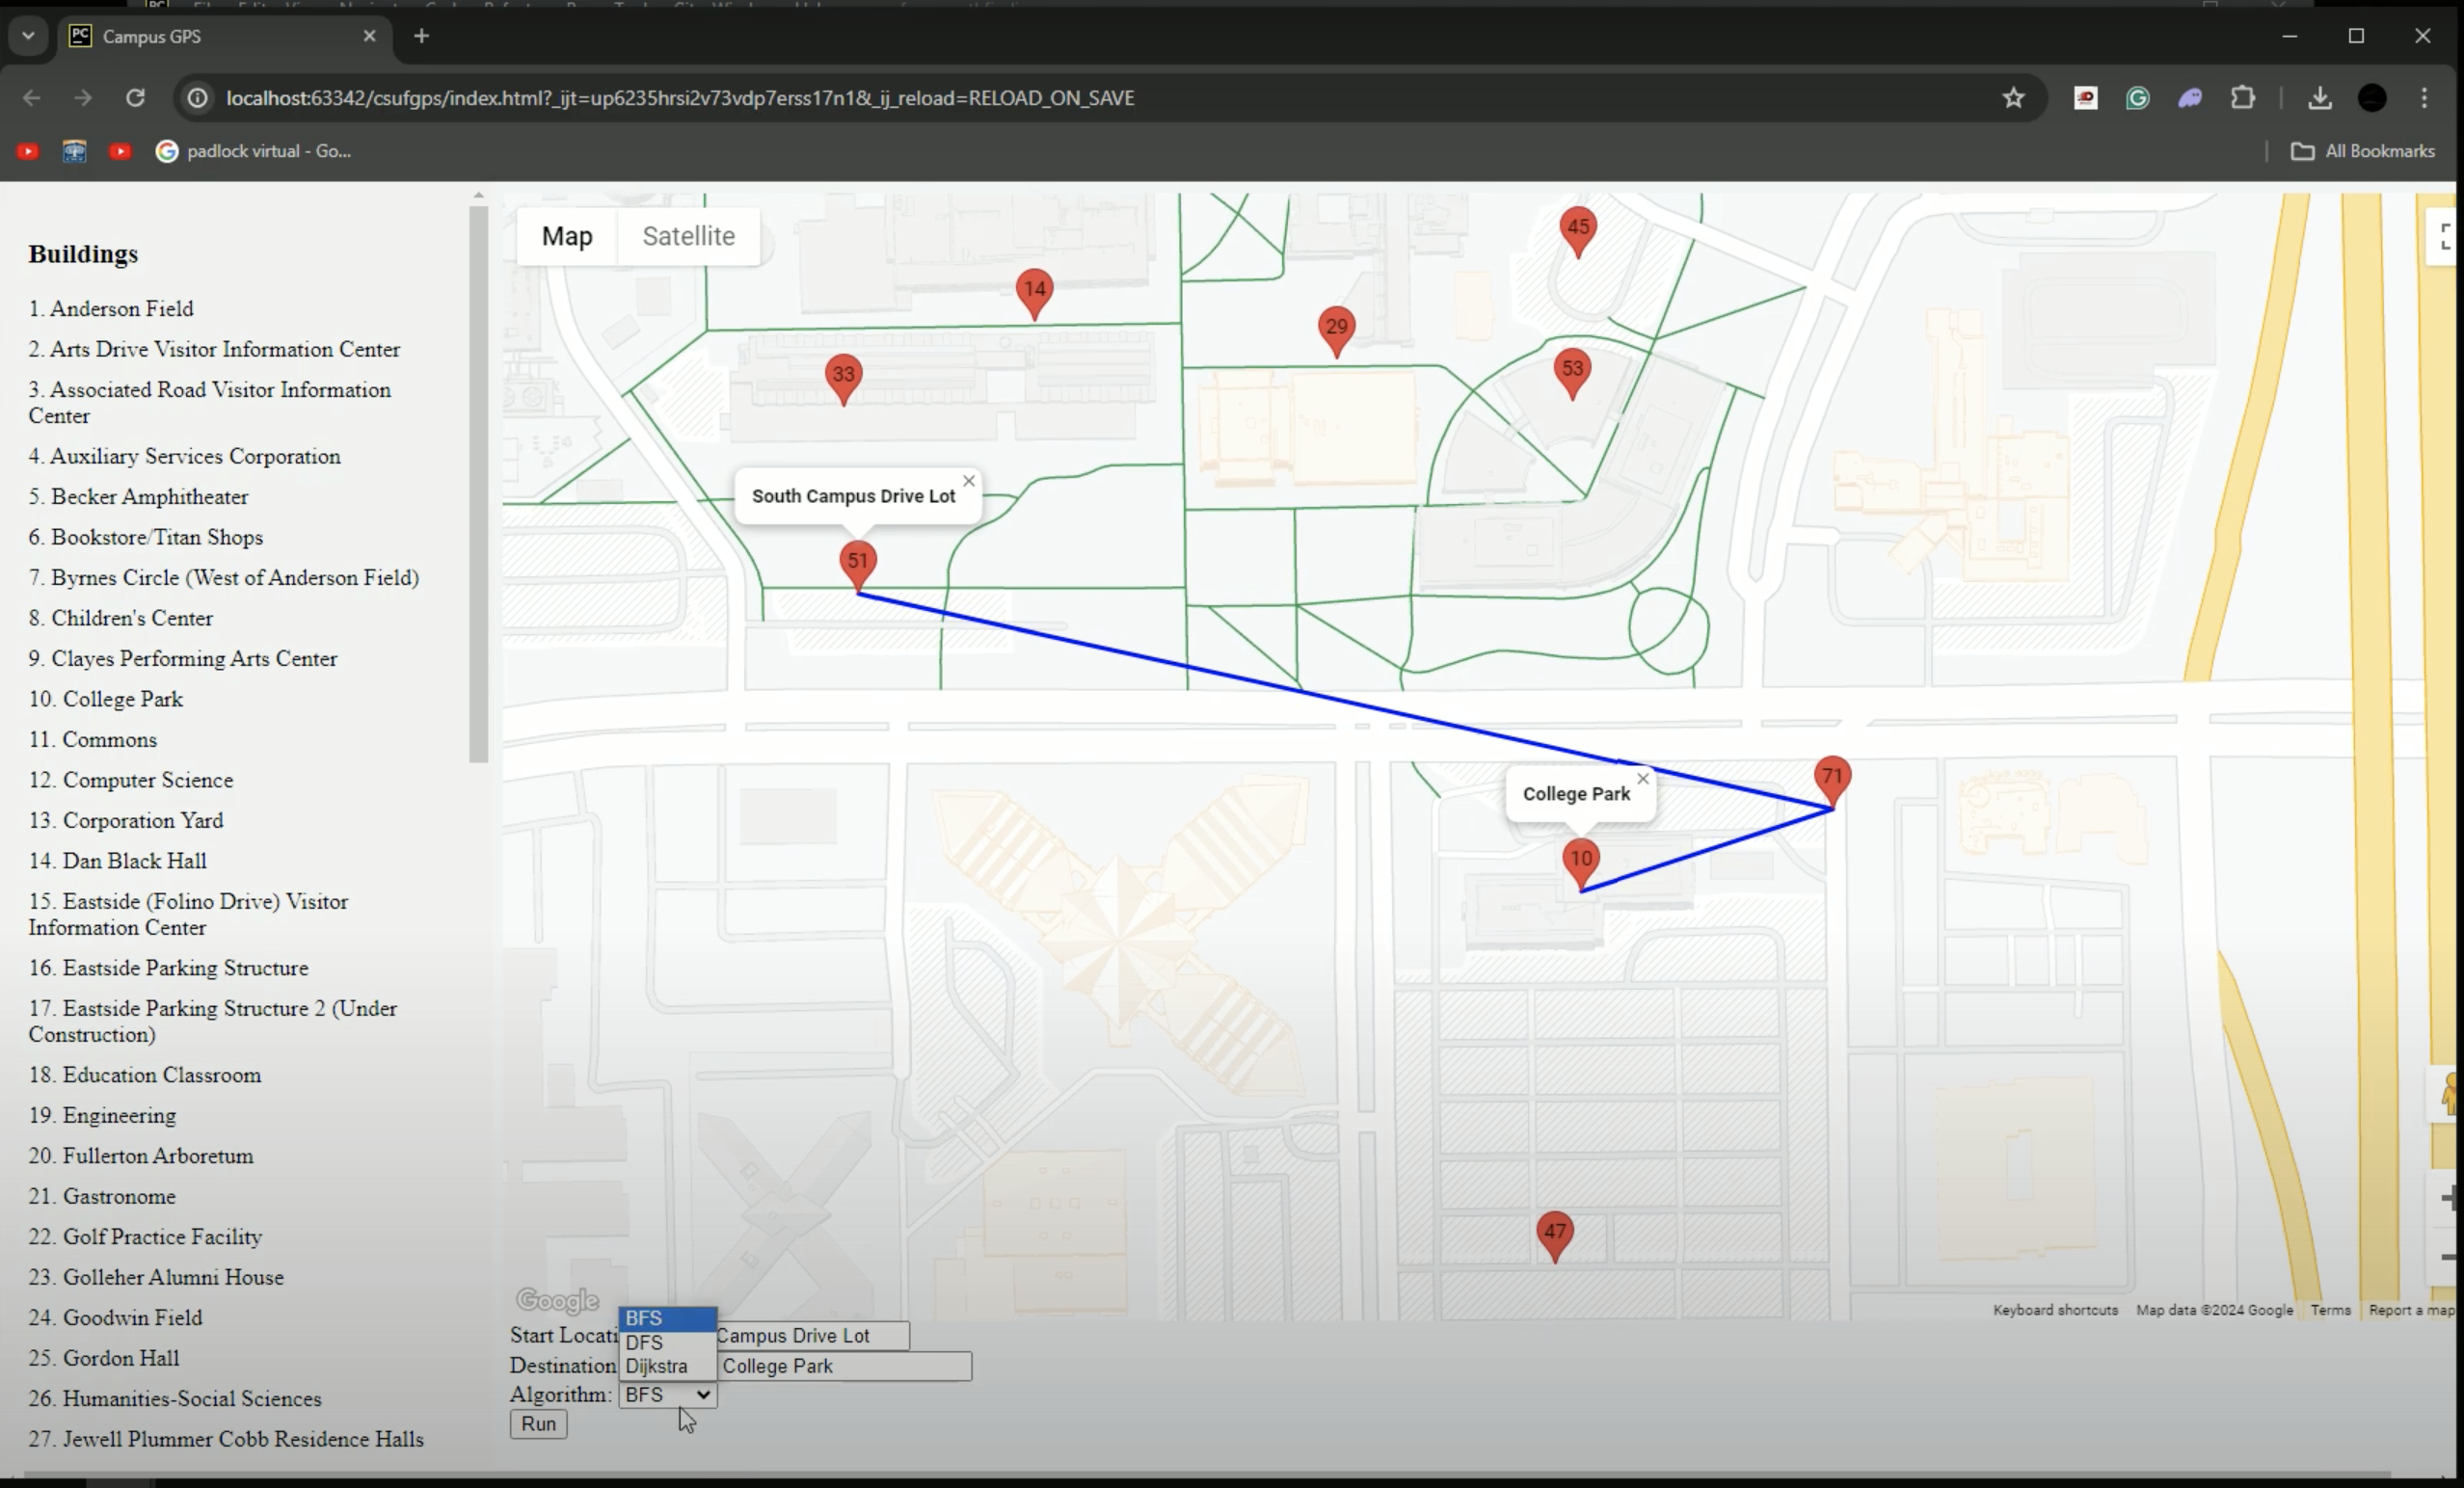 Campus GPS
localhost:63342/csufgps/index.html?_ijt=up6235hrsi2v73vdp7erss17n1&_ij_reload=RELOAD_ON_SAVE
padlock virtual - Go...
All Bookmarks
Buildings
1. Anderson Field
2. Arts Drive Visitor Information Center
3. Associated Road Visitor Information
Center
4. Auxiliary Services Corporation
5. Becker Amphitheater
6. Bookstore/Titan Shops
7. Byrnes Circle (West of Anderson Field)
8. Children's Center
9. Clayes Performing Arts Center
10. College Park
11. Commons
12. Computer Science
13. Corporation Yard
14. Dan Black Hall
15. Eastside (Folino Drive) Visitor
Information Center
16. Eastside Parking Structure
17. Eastside Parking Structure 2 (Under
Construction)
18. Education Classroom
19. Engineering
20. Fullerton Arboretum
21. Gastronome
22. Golf Practice Facility
23. Golleher Alumni House
24. Goodwin Field
25. Gordon Hall
26. Humanities-Social Sciences
27. Jewell Plummer Cobb Residence Halls
Map
Satellite
45
14
29
53
33
South Campus Drive Lot
51
71
College Park
10
47
Google
Keyboard shortcuts
Map data ©2024 Google
Terms
Report a map
BFS
DFS
Dijkstra
Start Locati
Campus Drive Lot
Destination
College Park
Algorithm:
BFS
Run